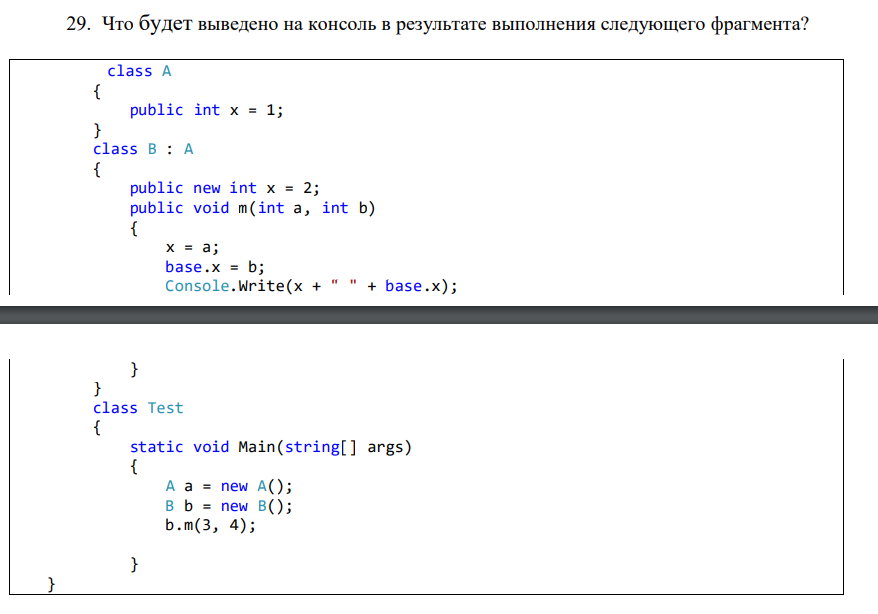 29. Что будет выведено на консоль в результате выполнения следующего фрагмента?
class A
{
public int x = 1;
}
class B : A
{
public new int x = 2;
public void m(int a, int b)
{
x = a;
base.x = b;
Console.Write(x + " " + base.x);
}
}
class Test
{
static void Main(string[] args)
{
A a = new A();
B b = new B();
b.m(3, 4);
}
}